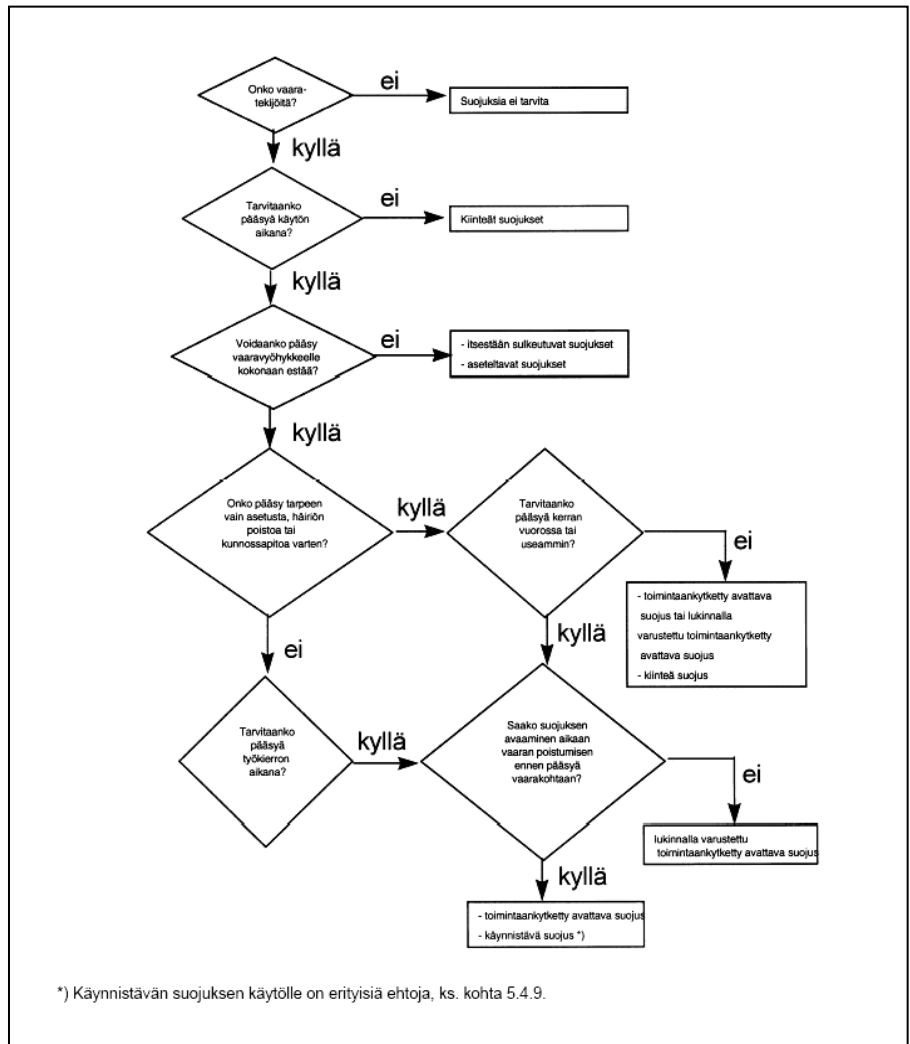 Onko vaara-
tekijöitä?
ei
Suojuksia ei tarvita
kyllä
Tarvitaanko
pääsyä käytön
aikana?
ei
Kiinteät suojukset
kyllä
Voidaanko pääsy
vaaravyöhykkeelle
kokonaan estää?
ei
- itsestään sulkeutuvat suojukset
- aseteltavat suojukset
kyllä
Onko pääsy tarpeen
vain asetusta, häiriön
poistoa tai
kunnossapitoa varten?
kyllä
Tarvitaanko
pääsyä kerran
vuorossa tai
useammin?
ei
- toimintaankytketty avattava
suojus tai lukinnalla
varustettu toimintaankytketty
avattava suojus
- kiinteä suojus
kyllä
ei
Tarvitaanko
pääsyä
työkierron
aikana?
kyllä
Saako suojuksen
avaaminen aikaan
vaaran poistumisen
ennen pääsyä
vaarakohtaan?
ei
lukinnalla varustettu
toimintaankytketty avattava suojus
kyllä
- toimintaankytketty avattava suojus
- käynnistävä suojus *)
*) Käynnistävän suojuksen käytölle on erityisiä ehtoja, ks. kohta 5.4.9.